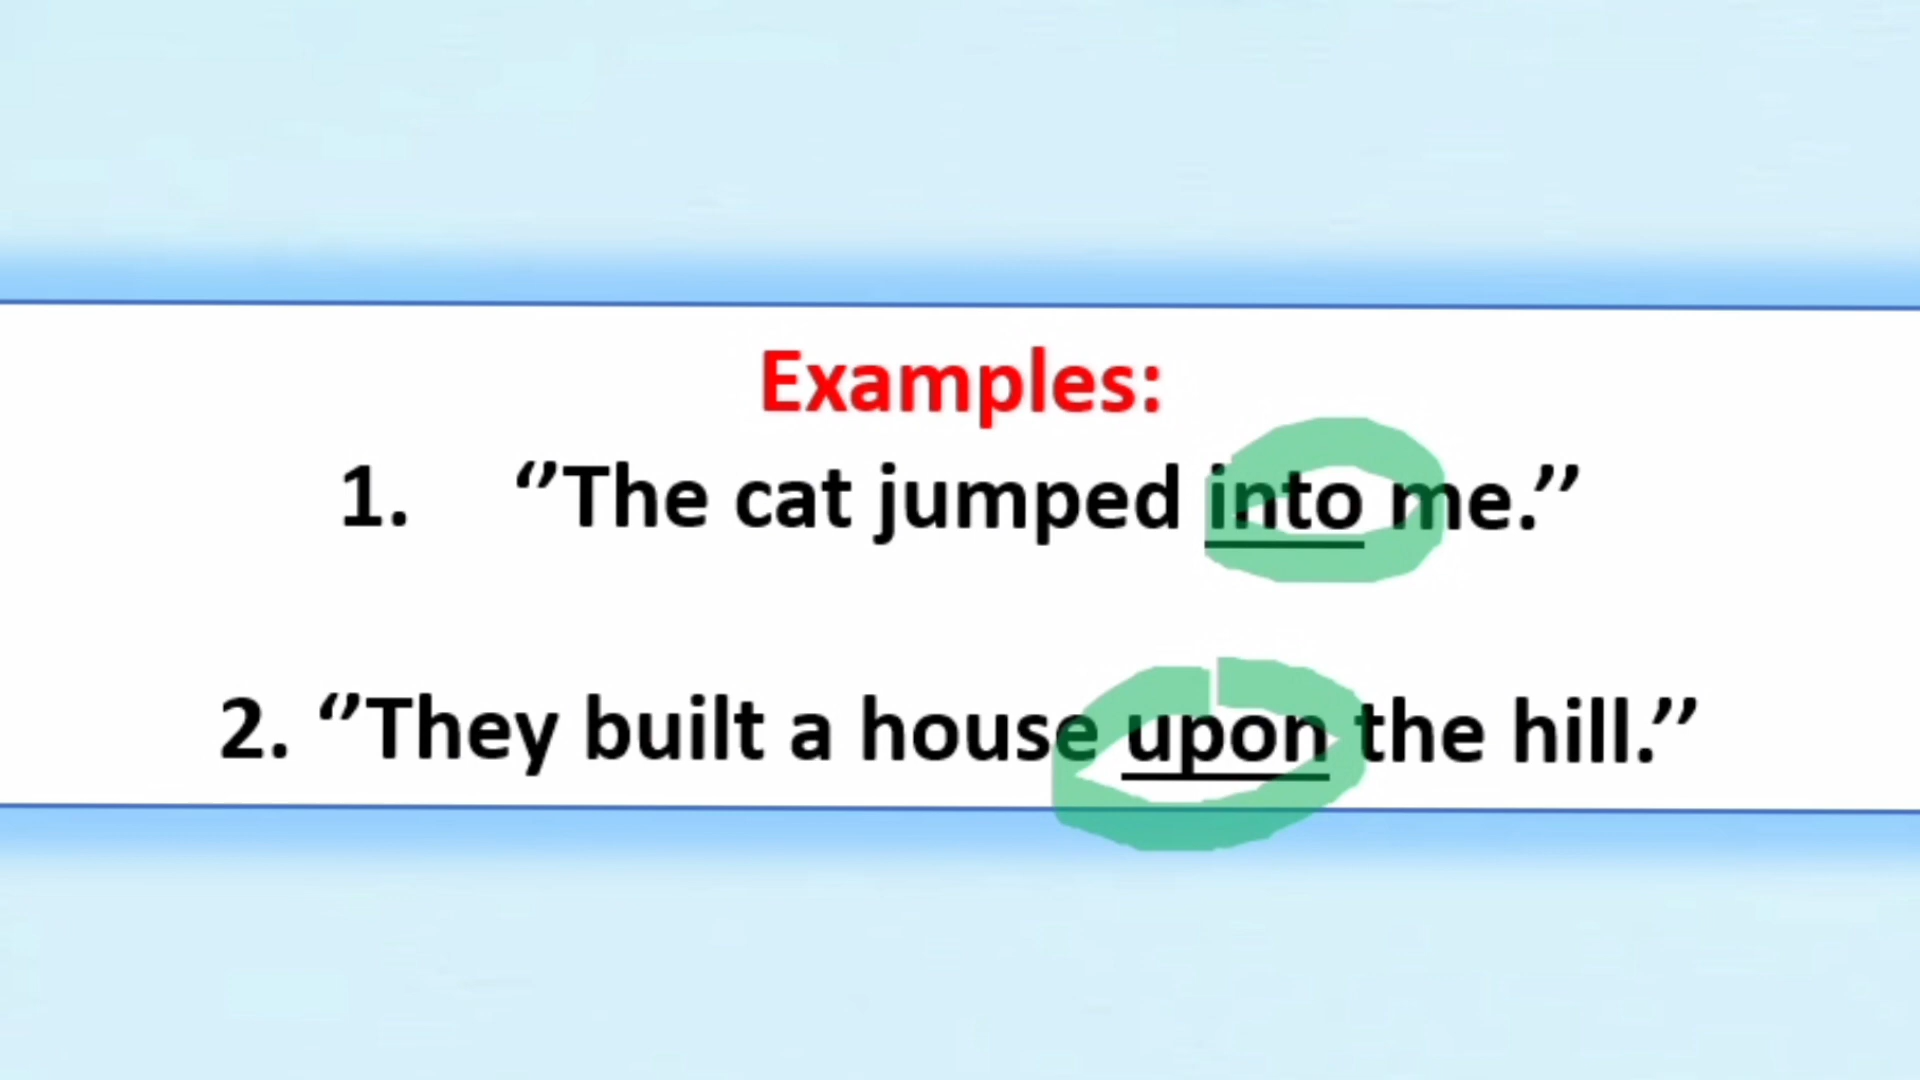 Examples:
1. ‘’The cat jumped into me.’’
2. ‘’They built a house upon the hill.’’